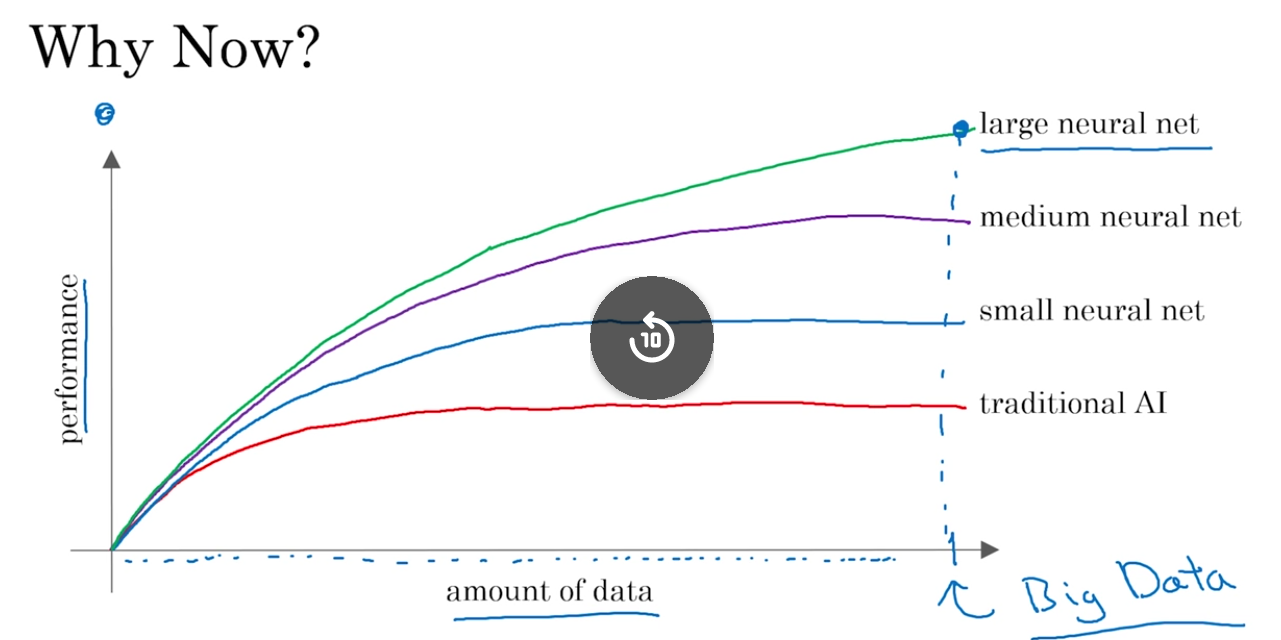 Why Now?
large neural net
medium neural net
small neural net
10
traditional AI
performance
amount of data
Big Data